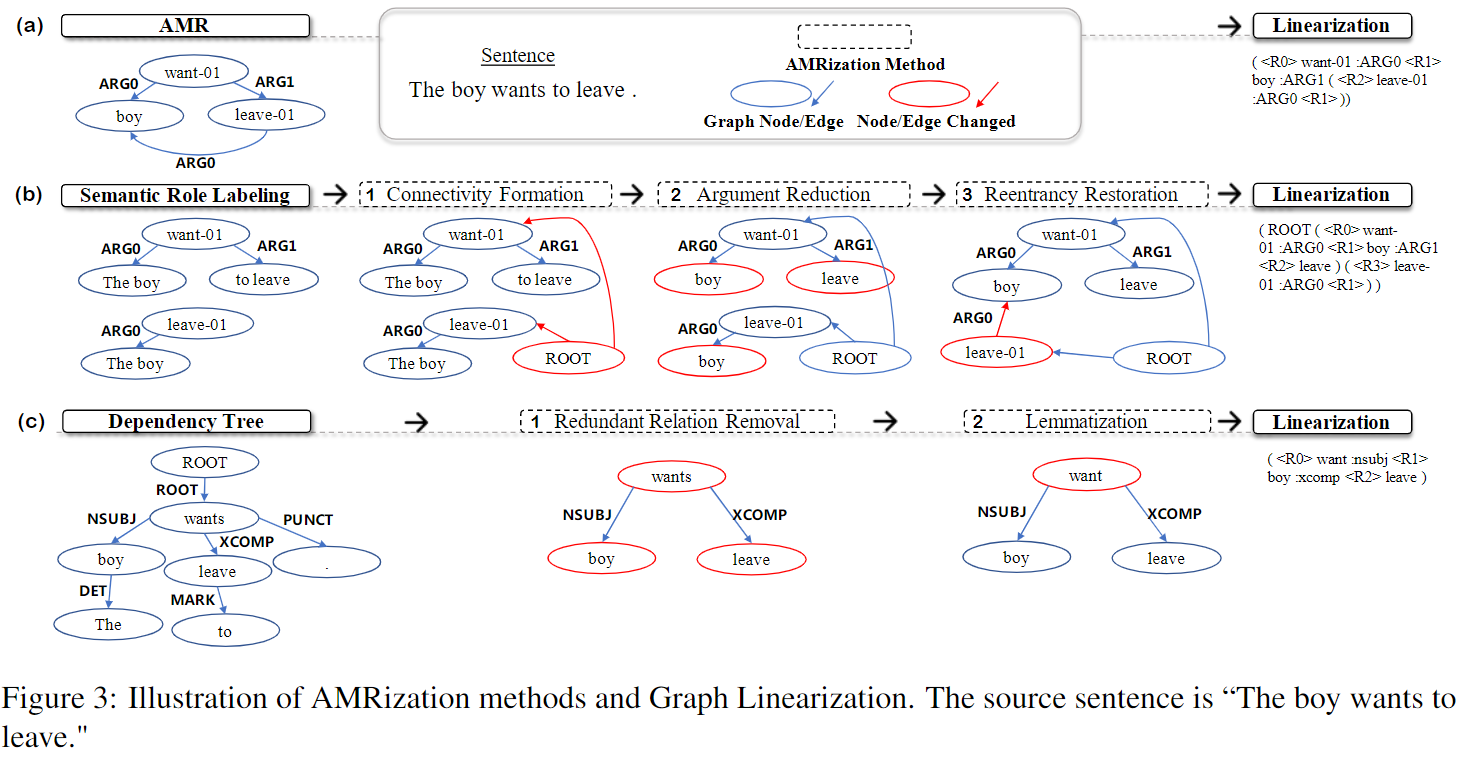 (a)
AMR
want-01
ARG0
ARG1
boy
leave-01
ARG0
Sentence
The boy wants to leave .
AMRization Method
Graph Node/Edge
Node/Edge Changed
Linearization
( <R0> want-01 :ARG0 <R1>
boy :ARG1 ( <R2> leave-01
:ARG0 <R1> ))
(b)
Semantic Role Labeling
want-01
ARG0
ARG1
The boy
to leave
leave-01
ARG0
The boy
1 Connectivity Formation
want-01
ARG0
ARG1
The boy
to leave
leave-01
ARG0
The boy
ROOT
2 Argument Reduction
want-01
ARG0
ARG1
boy
leave
leave-01
ARG0
boy
ROOT
3 Reentrancy Restoration
want-01
ARG0
ARG1
boy
leave
ARG0
leave-01
ROOT
Linearization
( ROOT ( <R0> want-
01 :ARG0 <R1> boy :ARG1
<R2> leave ) ( <R3> leave-
01 :ARG0 <R1> ) )
(c)
Dependency Tree
ROOT
ROOT
wants
NSUBJ
XCOMP
PUNCT
boy
leave
.
DET
MARK
The
to
1 Redundant Relation Removal
wants
NSUBJ
XCOMP
boy
leave
2 Lemmatization
want
NSUBJ
XCOMP
boy
leave
Linearization
( <R0> want :nsubj <R1>
boy :xcomp <R2> leave )
Figure 3: Illustration of AMRization methods and Graph Linearization. The source sentence is “The boy wants to
leave."